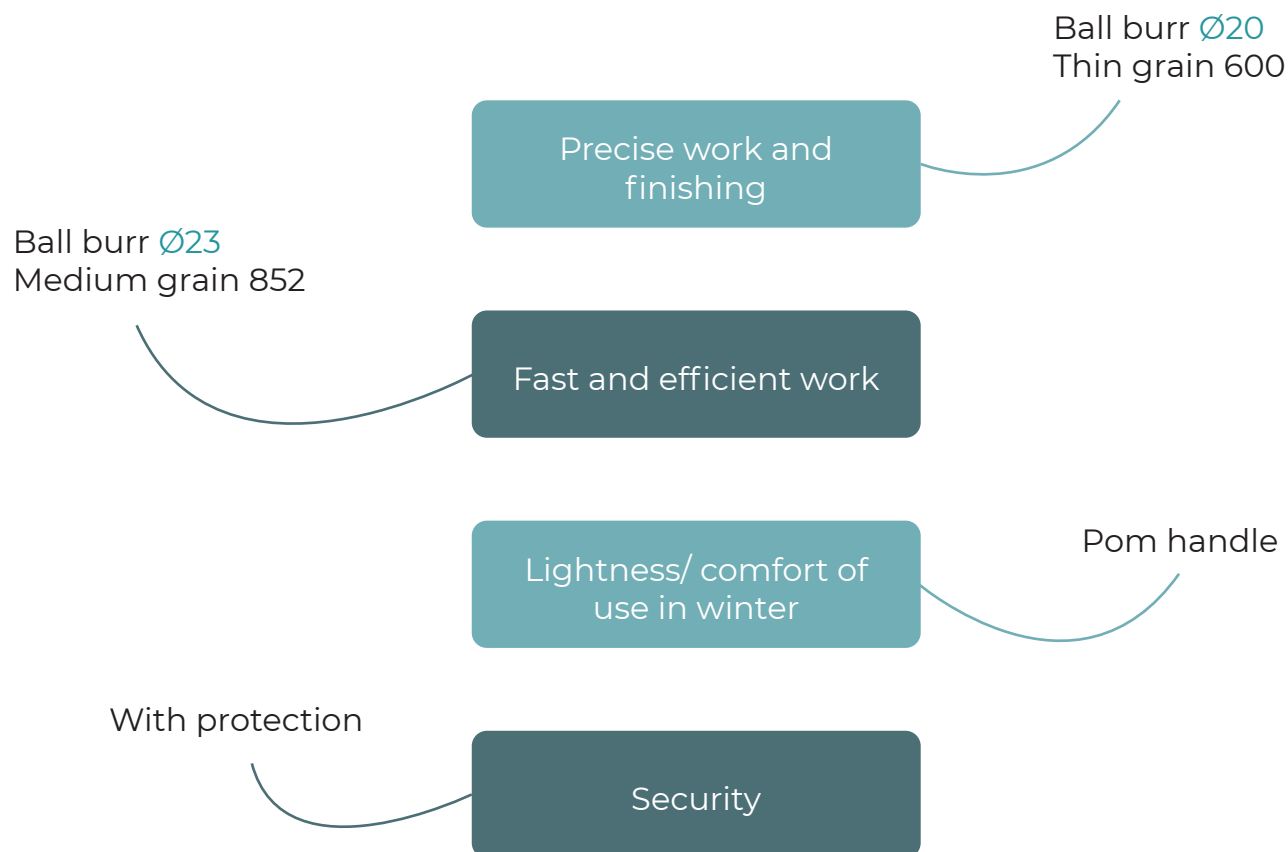 Ball burr Ø20
Thin grain 600
Precise work and
finishing
Ball burr Ø23
Medium grain 852
Fast and efficient work
Pom handle
Lightness/ comfort of
use in winter
With protection
Security